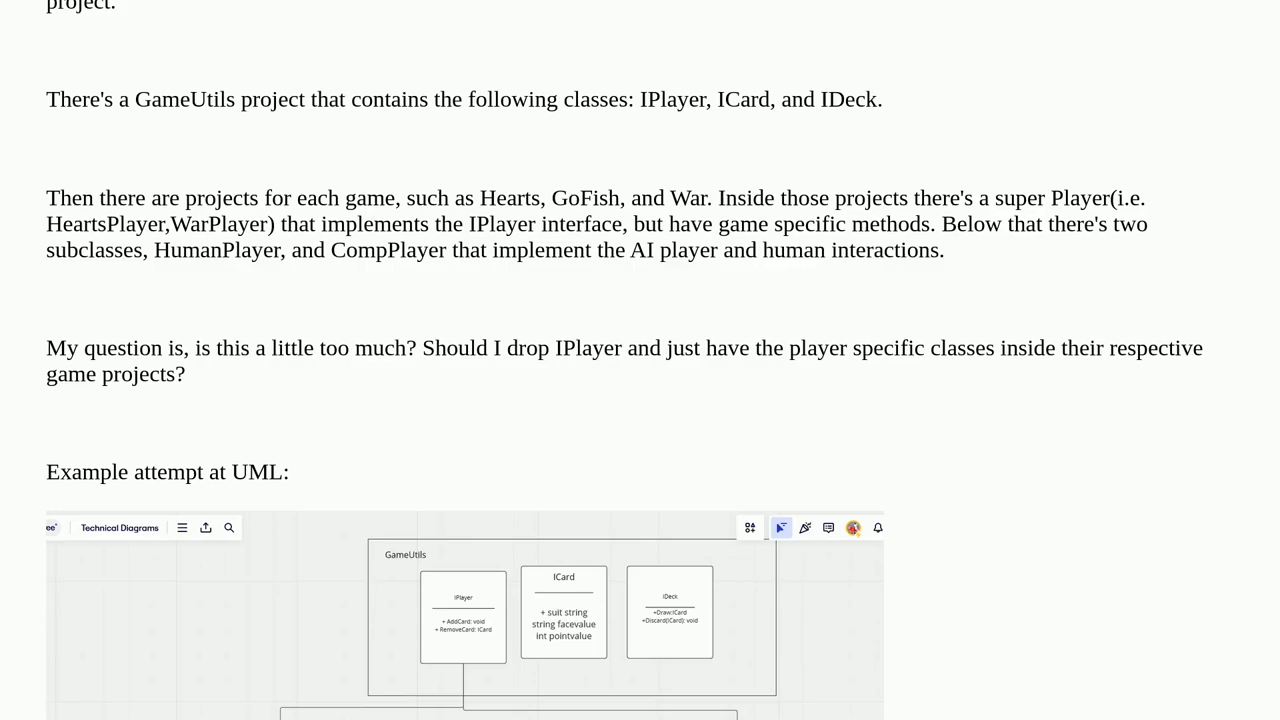 project.
There's a GameUtils project that contains the following classes: IPlayer, ICard, and IDeck.
Then there are projects for each game, such as Hearts, GoFish, and War. Inside those projects there's a super Player(i.e.
HeartsPlayer,WarPlayer) that implements the IPlayer interface, but have game specific methods. Below that there's two
subclasses, HumanPlayer, and CompPlayer that implement the AI player and human interactions.
My question is, is this a little too much? Should I drop IPlayer and just have the player specific classes inside their respective
game projects?
Example attempt at UML:
ee Technical Diagrams
GameUtils
IPlayer
+ AddCard: void
+ RemoveCard: ICard
ICard
+ suit string
string facevalue
int pointvalue
IDeck
+Draw:ICard
+Discard(ICard): void